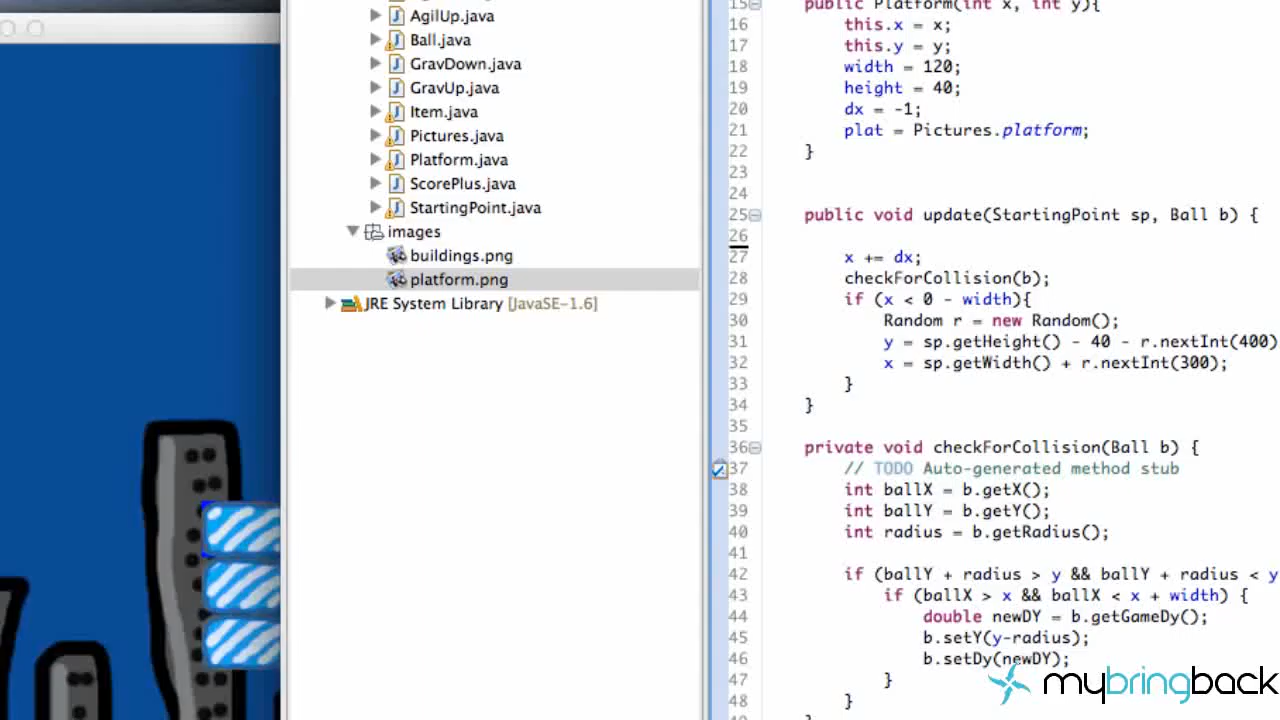 AgilUp.java
Ball.java
GravDown.java
GravUp.java
Item.java
Pictures.java
Platform.java
ScorePlus.java
StartingPoint.java
images
buildings.png
platform.png
JRE System Library [JavaSE-1.6]
15 public Platform(int x, int y){
16 this.x = x;
17 this.y = y;
18 width = 120;
19 height = 40;
20 dx = -1;
21 plat = Pictures.platform;
22 }
23
24
25 public void update(StartingPoint sp, Ball b) {
26
27 x += dx;
28 checkForCollision(b);
29 if (x < 0 - width){
30 Random r = new Random();
31 y = sp.getHeight() - 40 - r.nextInt(400)
32 x = sp.getWidth() + r.nextInt(300);
33 }
34 }
35
36 private void checkForCollision(Ball b) {
37 // TODO Auto-generated method stub
38 int ballX = b.getX();
39 int ballY = b.getY();
40 int radius = b.getRadius();
41
42 if (ballY + radius > y && ballY + radius < y
43 if (ballX > x && ballX < x + width) {
44 double newDY = b.getGameDy();
45 b.setY(y-radius);
46 b.setDy(newDY);
47 }
48 }
mybringback